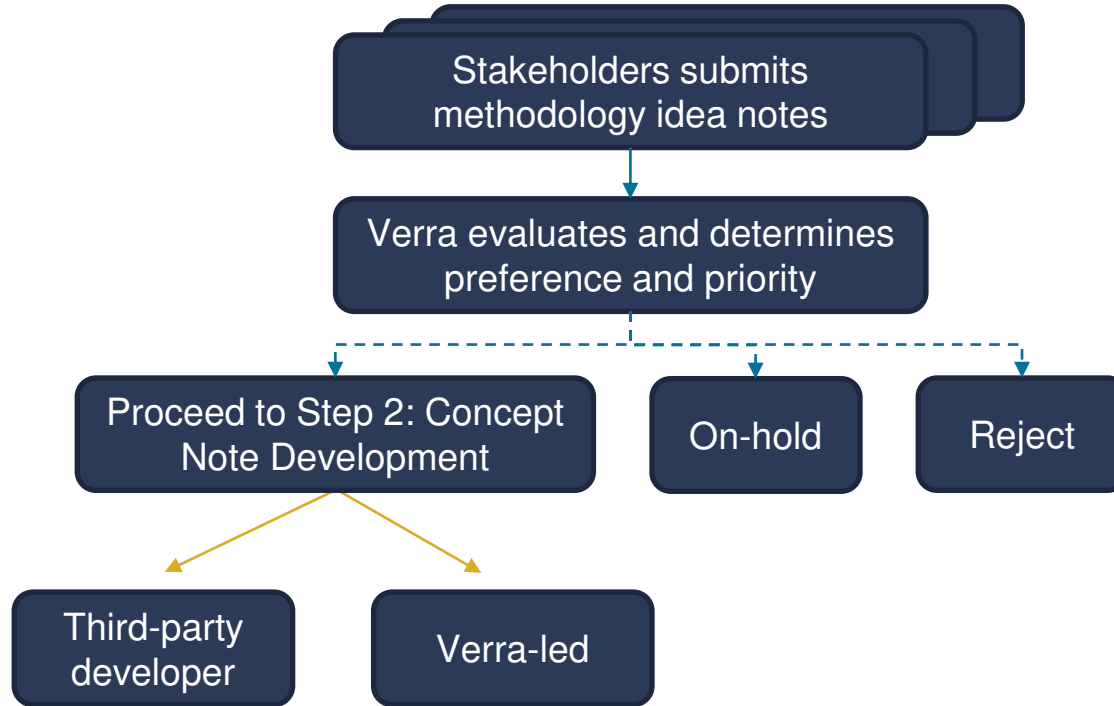 Stakeholders submits
methodology idea notes
Verra evaluates and determines
preference and priority
Proceed to Step 2: Concept
Note Development
On-hold
Reject
Third-party
developer
Verra-led